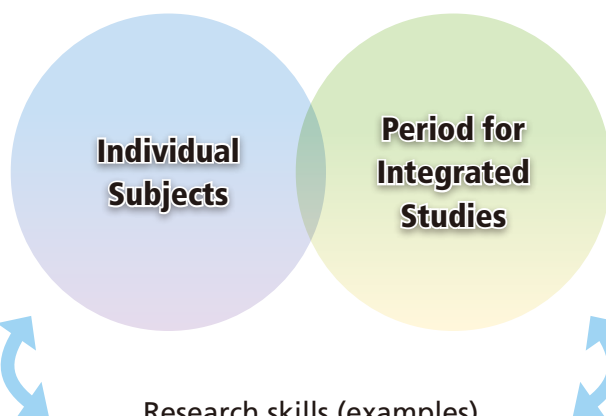 Individual
Subjects
Period for
Integrated
Studies
Research skills (examples)